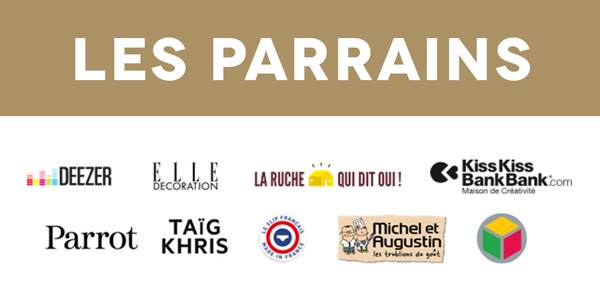 LES PARRAINS
DEEZER
ELLE
DECORATION
LA RUCHE QUI DIT OUI !
KissKiss
BankBank.com
Maison de Créativité
Parrot
TAÏG
KHRIS
LE SLIP FRANÇAIS
MADE IN FRANCE
Michel et
Augustin
les trublions du goût